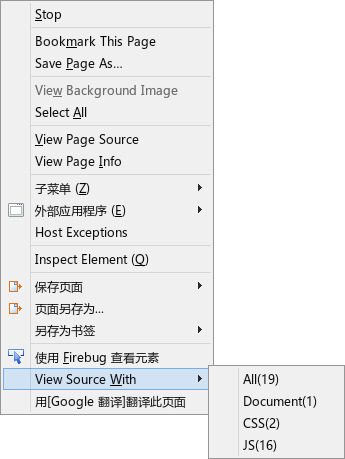 Stop
Bookmark This Page
Save Page As...
View Background Image
Select All
View Page Source
View Page Info
子菜单 (Z)
外部应用程序 (E)
Host Exceptions
Inspect Element (Q)
保存页面
页面另存为...
另存为书签
使用 Firebug 查看元素
View Source With
用[Google 翻译]翻译此页面
All(19)
Document(1)
CSS(2)
JS(16)